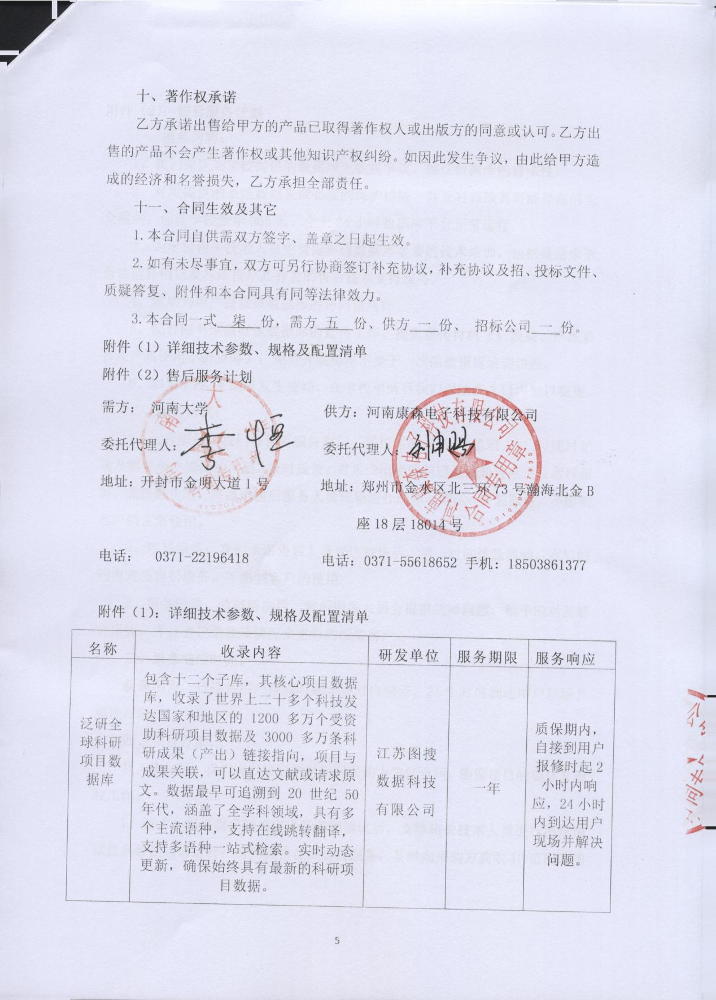 十、著作权承诺
乙方承诺出售给甲方的产品已取得著作权人或出版方的同意或认可。乙方出
售的产品不会产生著作权或其他知识产权纠纷。如因此发生争议，由此给甲方造
成的经济和名誉损失，乙方承担全部责任。
十一、合同生效及其它
1.本合同自供需双方签字、盖章之日起生效。
2.如有未尽事宜，双方可另行协商签订补充协议，补充协议及招、投标文件、
质疑答复、附件和本合同具有同等法律效力。
3.本合同一式 柒 份，需方 五 份、供方 一 份、 招标公司 一 份。
附件（1）详细技术参数、规格及配置清单
附件（2）售后服务计划
需方： 河南大学
供方：河南康森电子科技有限公司
委托代理人：李恒
委托代理人：
地址：开封市金明大道1号
地址：郑州市金水区北三环73号瀚海北金B
座18层18014号
电话： 0371-22196418
电话：0371-55618652 手机：18503861377
合同专用章
附件（1）：详细技术参数、规格及配置清单
名称 收录内容 研发单位 服务期限 服务响应
泛研全
球科研
项目数
据库
包含十二个子库，其核心项目数据
库，收录了世界上二十多个科技发
达国家和地区的 1200 多万个受资
助科研项目数据及 3000 多万条科
研成果（产出）链接指向，项目与
成果关联，可以直达文献或请求原
文。数据最早可追溯到 20 世纪 50
年代，涵盖了全学科领域，具有多
个主流语种，支持在线跳转翻译，
支持多语种一站式检索。实时动态
更新，确保始终具有最新的科研项
目数据。
江苏图搜
数据科技
有限公司
一年
质保期内，
自接到用户
报修时起2
小时内响
应，24小时
内到达用户
现场并解决
问题。
5